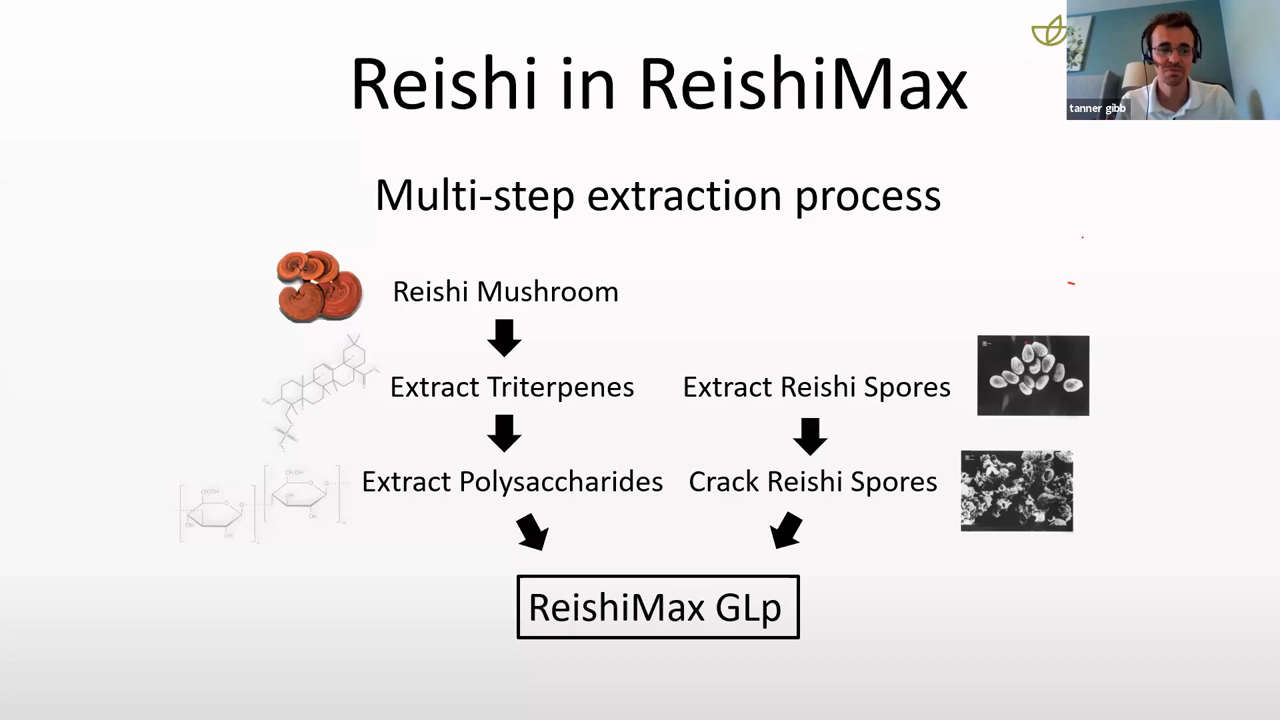 Reishi in ReishiMax
tanner gibb
Multi-step extraction process
Reishi Mushroom
Extract Triterpenes
Extract Reishi Spores
Extract Polysaccharides
Crack Reishi Spores
ReishiMax GLp